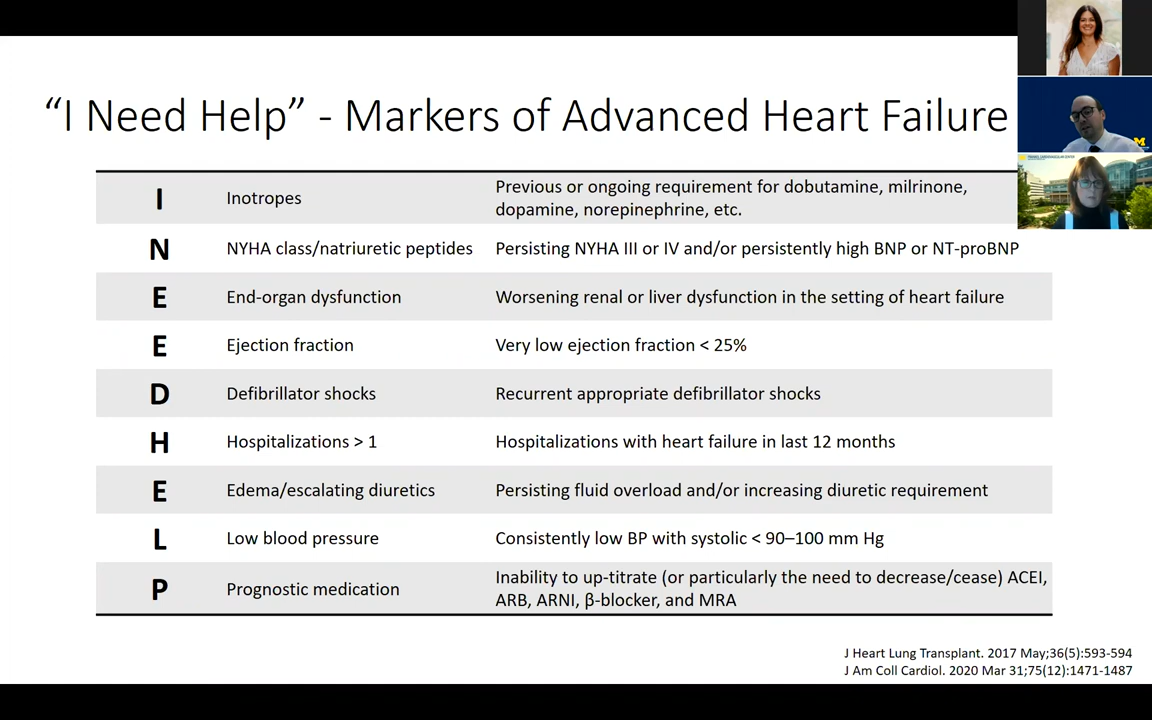 “I Need Help” - Markers of Advanced Heart Failure
I Inotropes Previous or ongoing requirement for dobutamine, milrinone,
dopamine, norepinephrine, etc.
N NYHA class/natriuretic peptides Persisting NYHA III or IV and/or persistently high BNP or NT-proBNP
E End-organ dysfunction Worsening renal or liver dysfunction in the setting of heart failure
E Ejection fraction Very low ejection fraction < 25%
D Defibrillator shocks Recurrent appropriate defibrillator shocks
H Hospitalizations > 1 Hospitalizations with heart failure in last 12 months
E Edema/escalating diuretics Persisting fluid overload and/or increasing diuretic requirement
L Low blood pressure Consistently low BP with systolic < 90–100 mm Hg
P Prognostic medication Inability to up-titrate (or particularly the need to decrease/cease) ACEI,
ARB, ARNI, β-blocker, and MRA
J Heart Lung Transplant. 2017 May;36(5):593-594
J Am Coll Cardiol. 2020 Mar 31;75(12):1471-1487
M